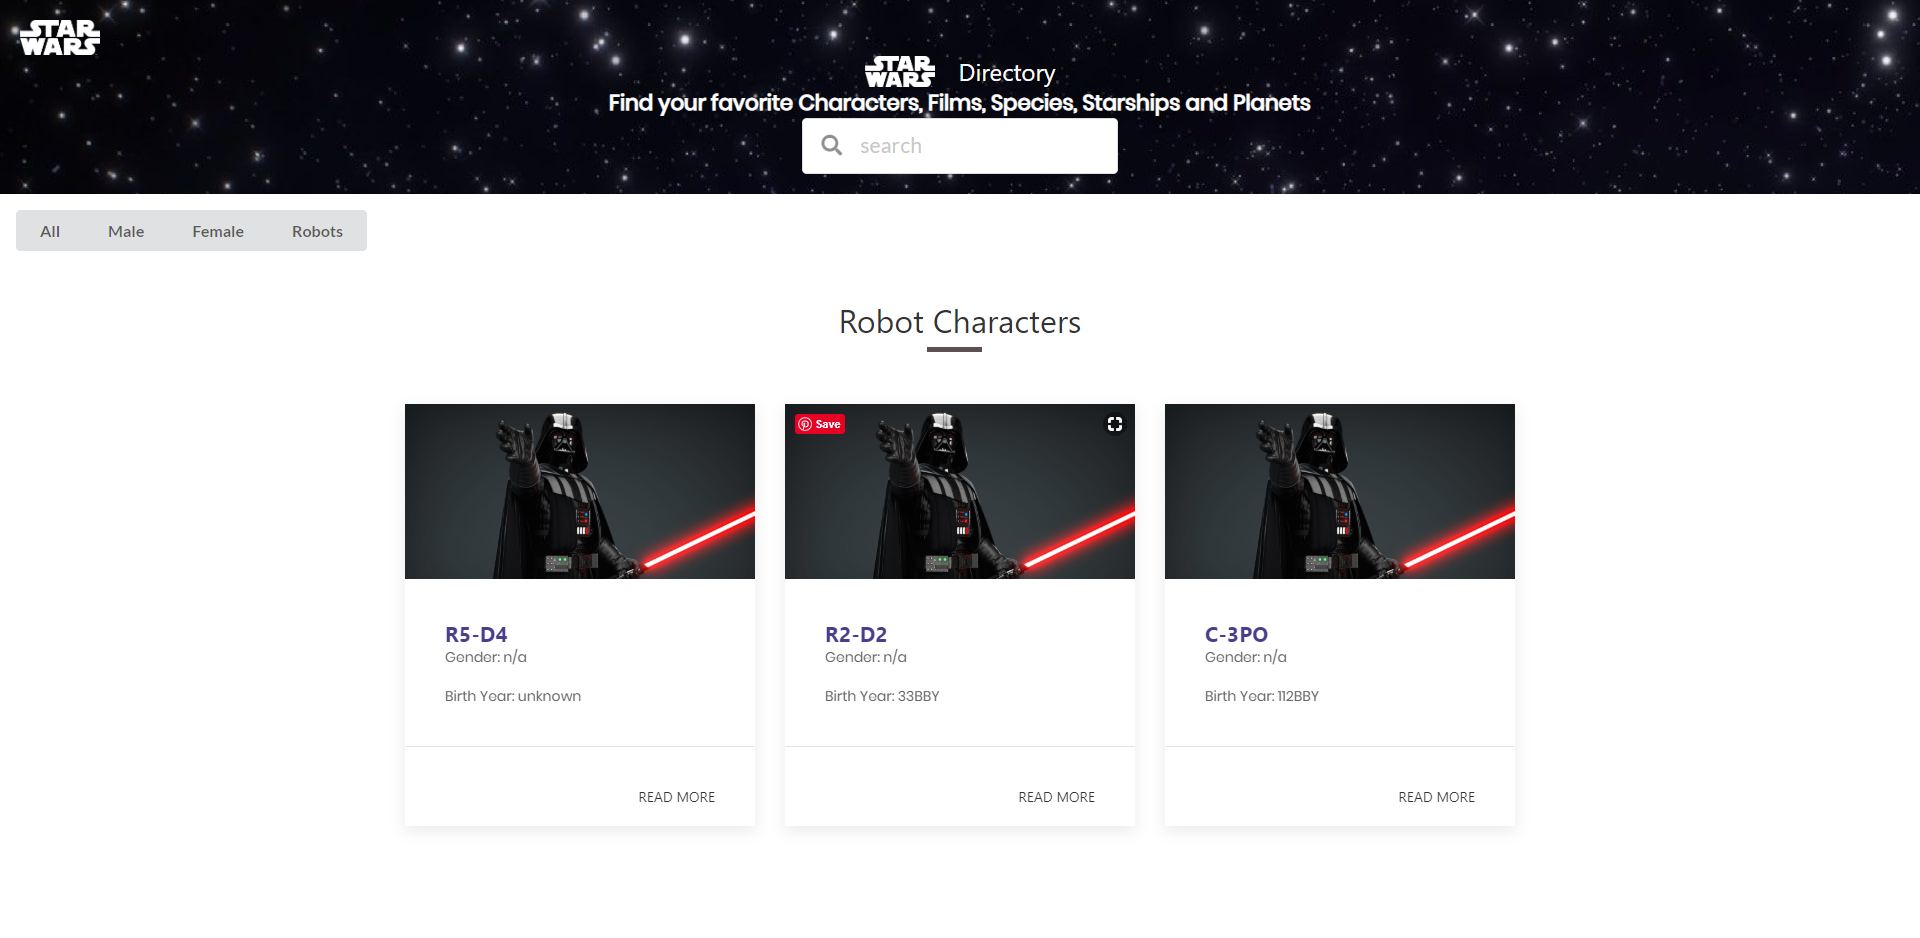 STAR
WARS
STAR
WARS
Directory
Find your favorite Characters, Films, Species, Starships and Planets
search
All Male Female Robots
Robot Characters
Save
R5-D4
Gender: n/a
Birth Year: unknown
READ MORE
R2-D2
Gender: n/a
Birth Year: 33BBY
READ MORE
C-3PO
Gender: n/a
Birth Year: 112BBY
READ MORE